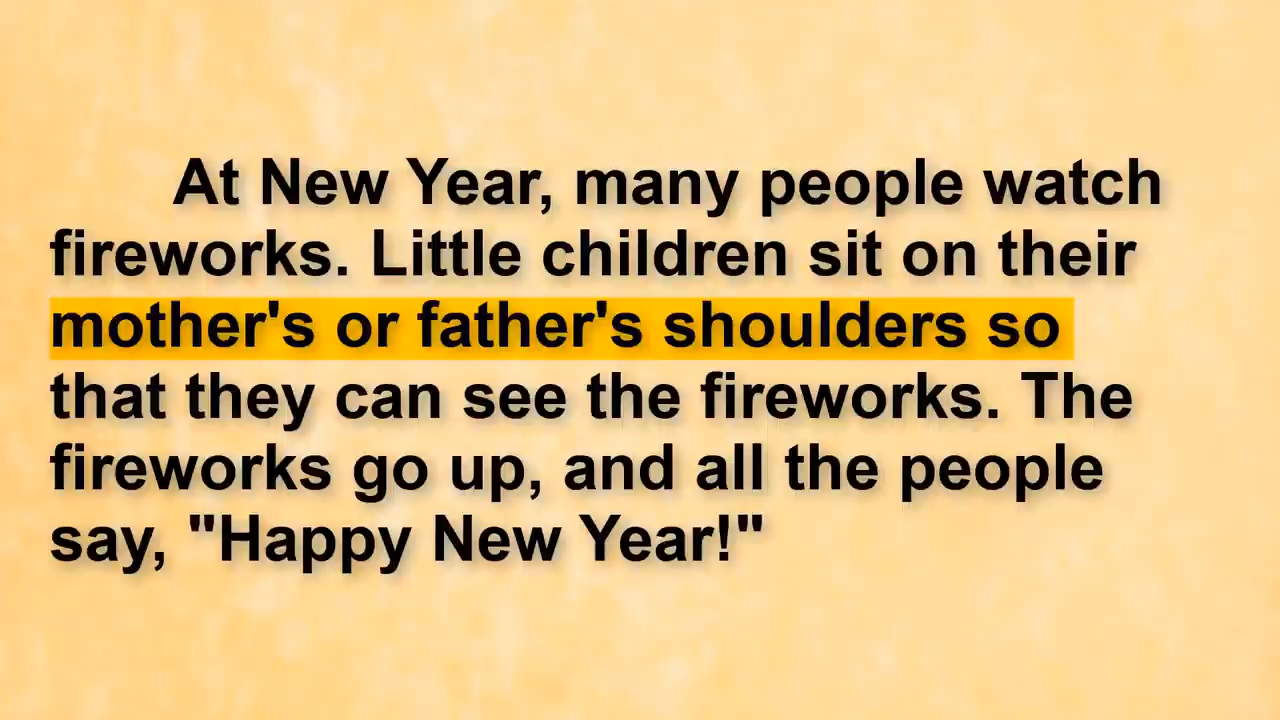 At New Year, many people watch
fireworks. Little children sit on their
mother's or father's shoulders so
that they can see the fireworks. The
fireworks go up, and all the people
say, "Happy New Year!"